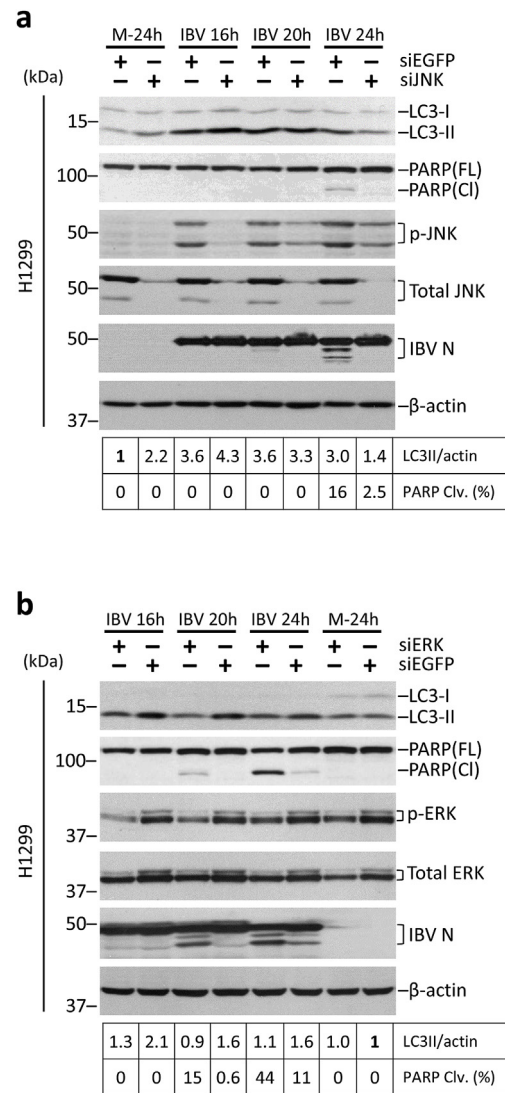 a
M-24h IBV 16h IBV 20h IBV 24h
+ − + − + − + − siEGFP
(kDa) − + − + − + − + siJNK
LC3-I
15
LC3-II
PARP(FL)
100
PARP(Cl)
50
p-JNK
50
Total JNK
50
IBV N
β-actin
37
H1299
1 2.2 3.6 4.3 3.6 3.3 3.0 1.4 LC3II/actin
0 0 0 0 0 0 16 2.5 PARP Clv. (%)
b
IBV 16h IBV 20h IBV 24h M-24h
+ − + − + − + − siERK
(kDa) − + − + − + − + siEGFP
LC3-I
15
LC3-II
PARP(FL)
100
PARP(Cl)
p-ERK
37
Total ERK
37
50
IBV N
β-actin
37
H1299
1.3 2.1 0.9 1.6 1.1 1.6 1.0 1 LC3II/actin
0 0 15 0.6 44 11 0 0 PARP Clv. (%)